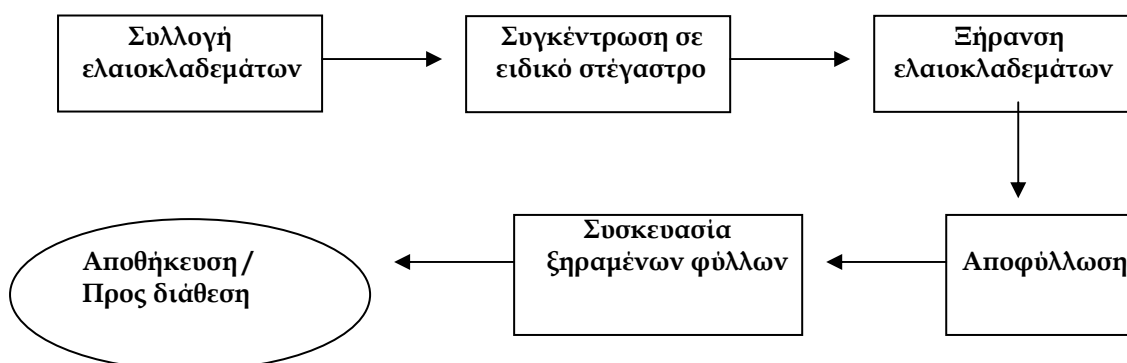 Συλλογή
ελαιοκλαδεμάτων
Συγκέντρωση σε
ειδικό στέγαστρο
Ξήρανση
ελαιοκλαδεμάτων
Αποφύλλωση
Συσκευασία
ξηραμένων φύλλων
Αποθήκευση/
Προς διάθεση